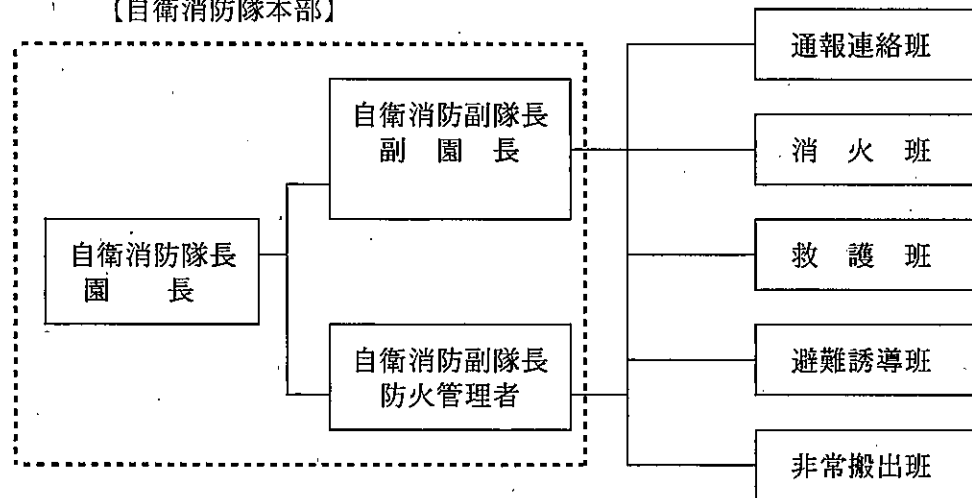 【自衛消防隊本部】
自衛消防副隊長
副　園　長
自衛消防隊長
園　　長
自衛消防副隊長
防火管理者
通報連絡班
消　火　班
救　護　班
避難誘導班
非常搬出班